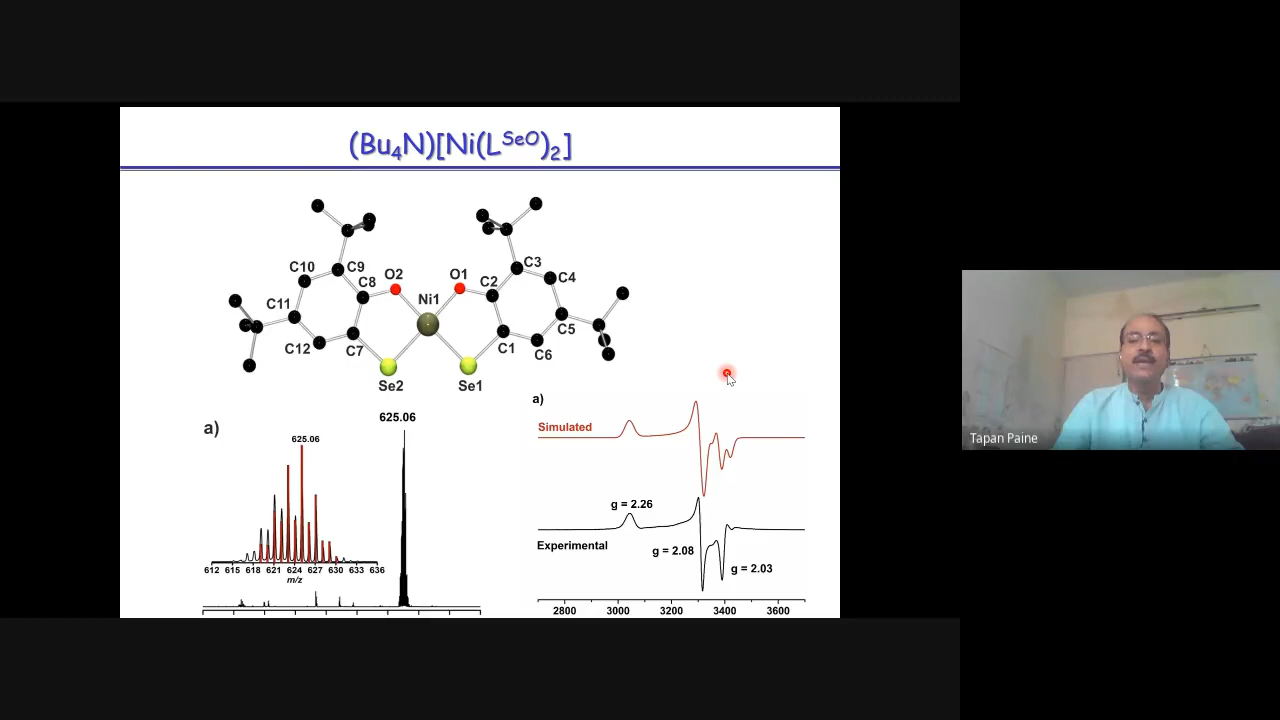 (Bu₄N)[Ni(L^SeO)₂]
C10 C9 C8 O2 O1 C2 C3 C4
C11 Ni1 C5
C12 C7 C1 C6
Se2 Se1
a)
625.06
625.06
612 615 618 621 624 627 630 633 636
m/z
a)
Simulated
g = 2.26
Experimental
g = 2.08
g = 2.03
2800 3000 3200 3400 3600
Tapan Paine